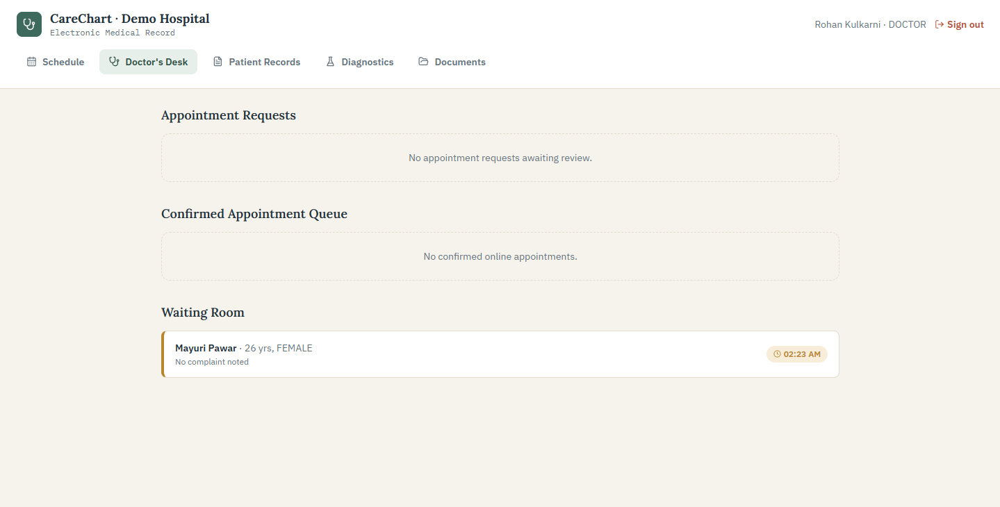 CareChart · Demo Hospital
Electronic Medical Record
Rohan Kulkarni · DOCTOR Sign out
Schedule Doctor's Desk Patient Records Diagnostics Documents
Appointment Requests
No appointment requests awaiting review.
Confirmed Appointment Queue
No confirmed online appointments.
Waiting Room
Mayuri Pawar · 26 yrs, FEMALE
No complaint noted
02:23 AM